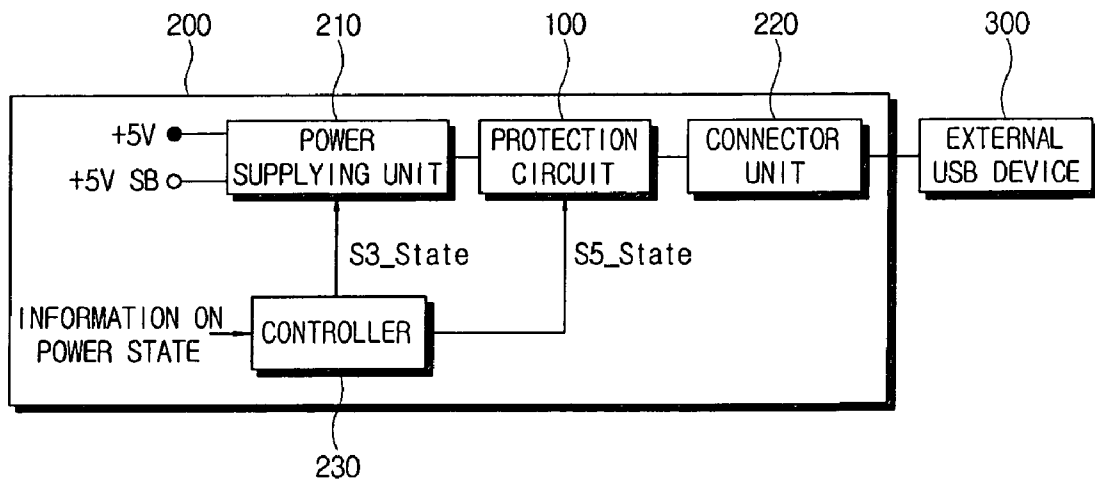 200 210 100 220 300
+5V
+5V SB
POWER
SUPPLYING UNIT
PROTECTION
CIRCUIT
CONNECTOR
UNIT
EXTERNAL
USB DEVICE
S3_State
S5_State
INFORMATION ON
POWER STATE
CONTROLLER
230